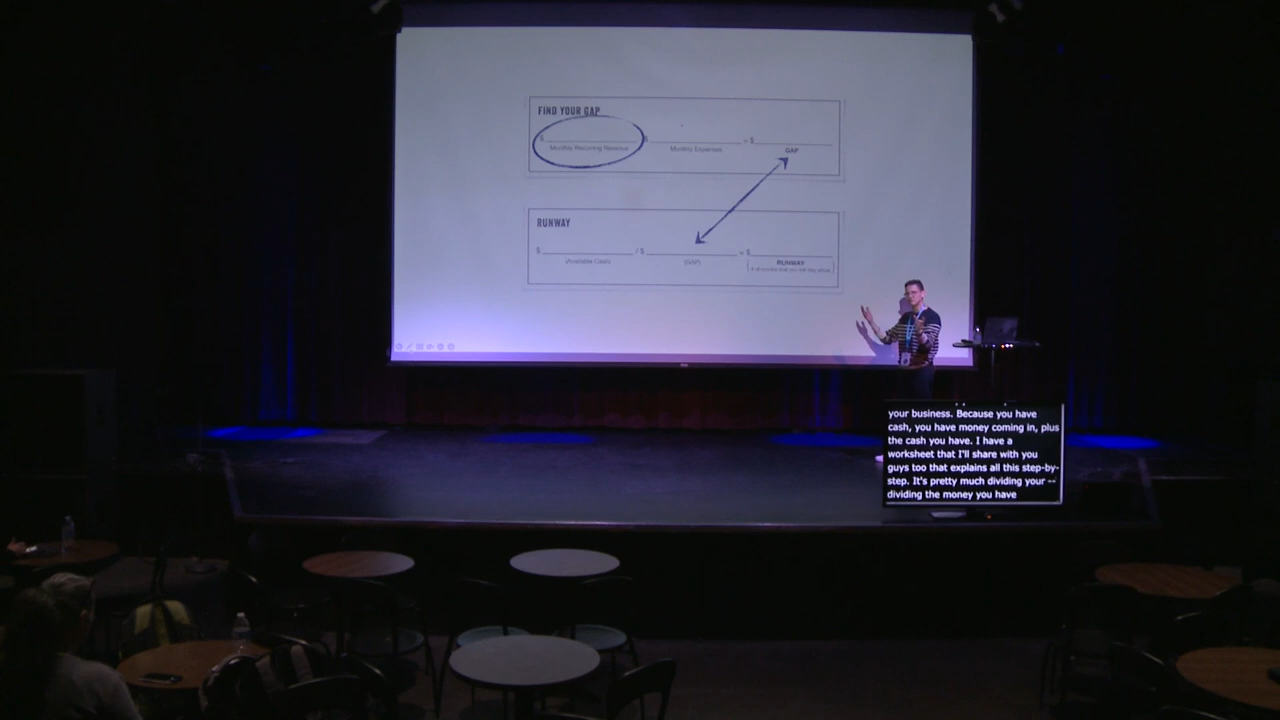 FIND YOUR GAP
$ $ = $
Monthly Recurring Revenue Monthly Expenses GAP
RUNWAY
$ / $ = $
(Available Cash) (GAP) RUNWAY
your business. Because you have
cash, you have money coming in, plus
the cash you have. I have a
worksheet that I'll share with you
guys too that explains all this step-by-
step. It's pretty much dividing your --
dividing the money you have